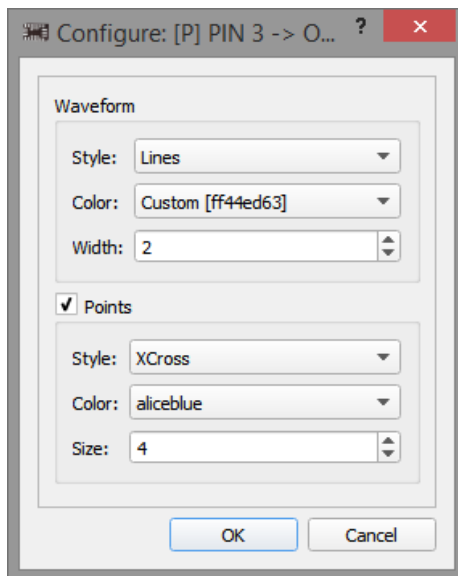 Configure: [P] PIN 3 -> O... ?
Waveform
Style: Lines
Color: Custom [ff44ed63]
Width: 2
Points
Style: XCross
Color: aliceblue
Size: 4
OK Cancel